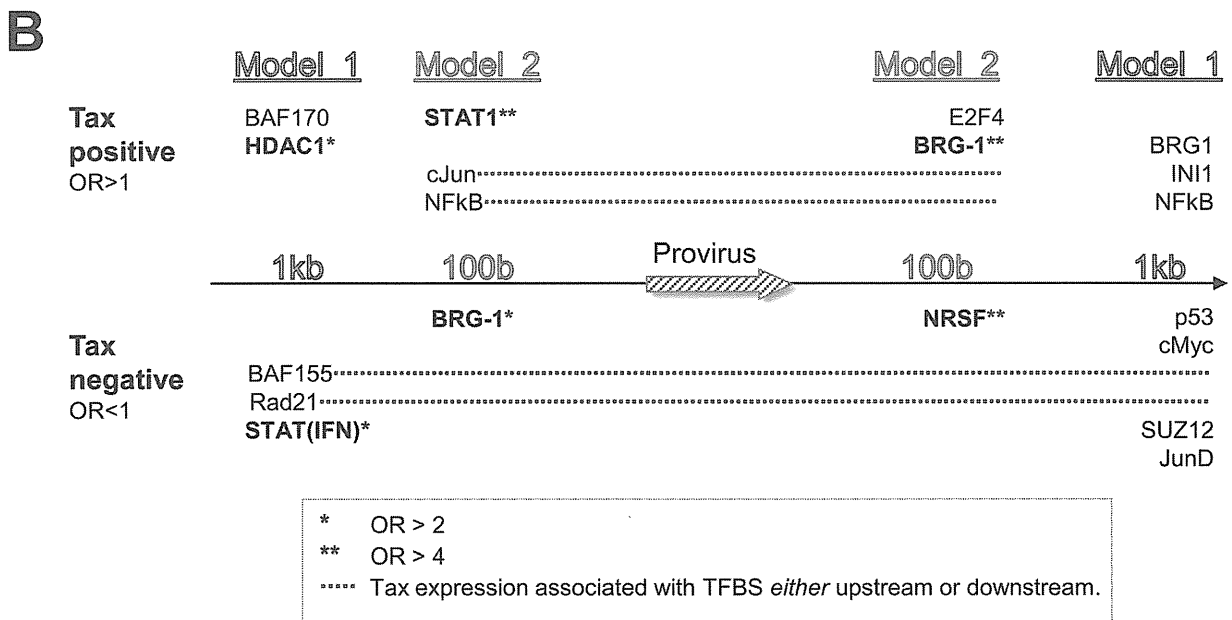 B
Model 1 Model 2 Model 2 Model 1
Tax positive OR>1
BAF170
HDAC1*
STAT1**
E2F4
BRG-1**
BRG1
cJun
INI1
NFkB
NFkB
1kb 100b Provirus 100b 1kb
Tax negative OR<1
BRG-1*
NRSF**
p53
cMyc
BAF155
Rad21
STAT(IFN)*
SUZ12
JunD
* OR > 2
** OR > 4
Tax expression associated with TFBS either upstream or downstream.